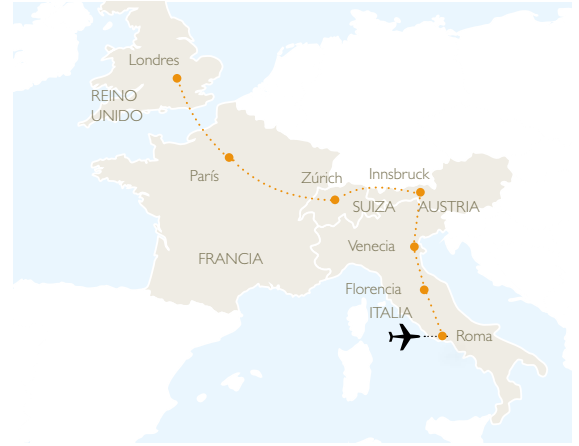 Londres
REINO
UNIDO
París
Zúrich
Innsbruck
SUIZA
AUSTRIA
Venecia
FRANCIA
Florencia
ITALIA
Roma